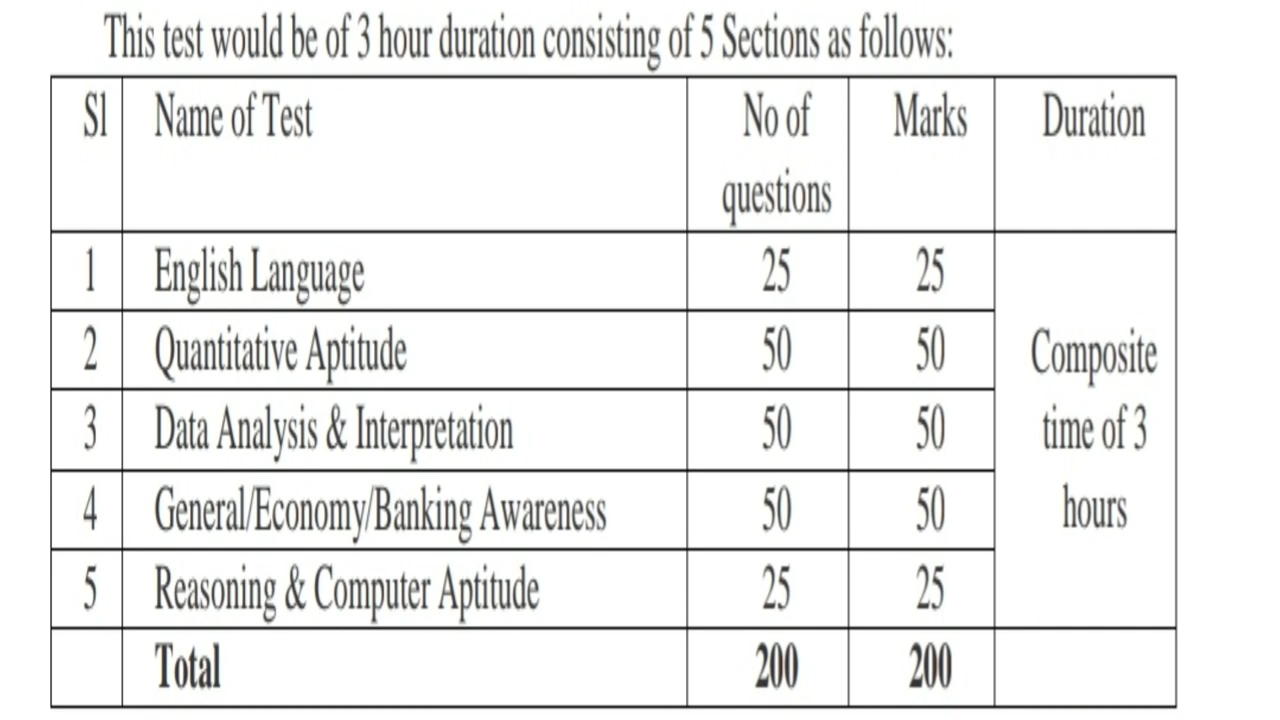 This test would be of 3 hour duration consisting of 5 Sections as follows:
Sl Name of Test No of questions Marks Duration
1 English Language 25 25 Composite time of 3 hours
2 Quantitative Aptitude 50 50
3 Data Analysis & Interpretation 50 50
4 General/Economy/Banking Awareness 50 50
5 Reasoning & Computer Aptitude 25 25
Total 200 200